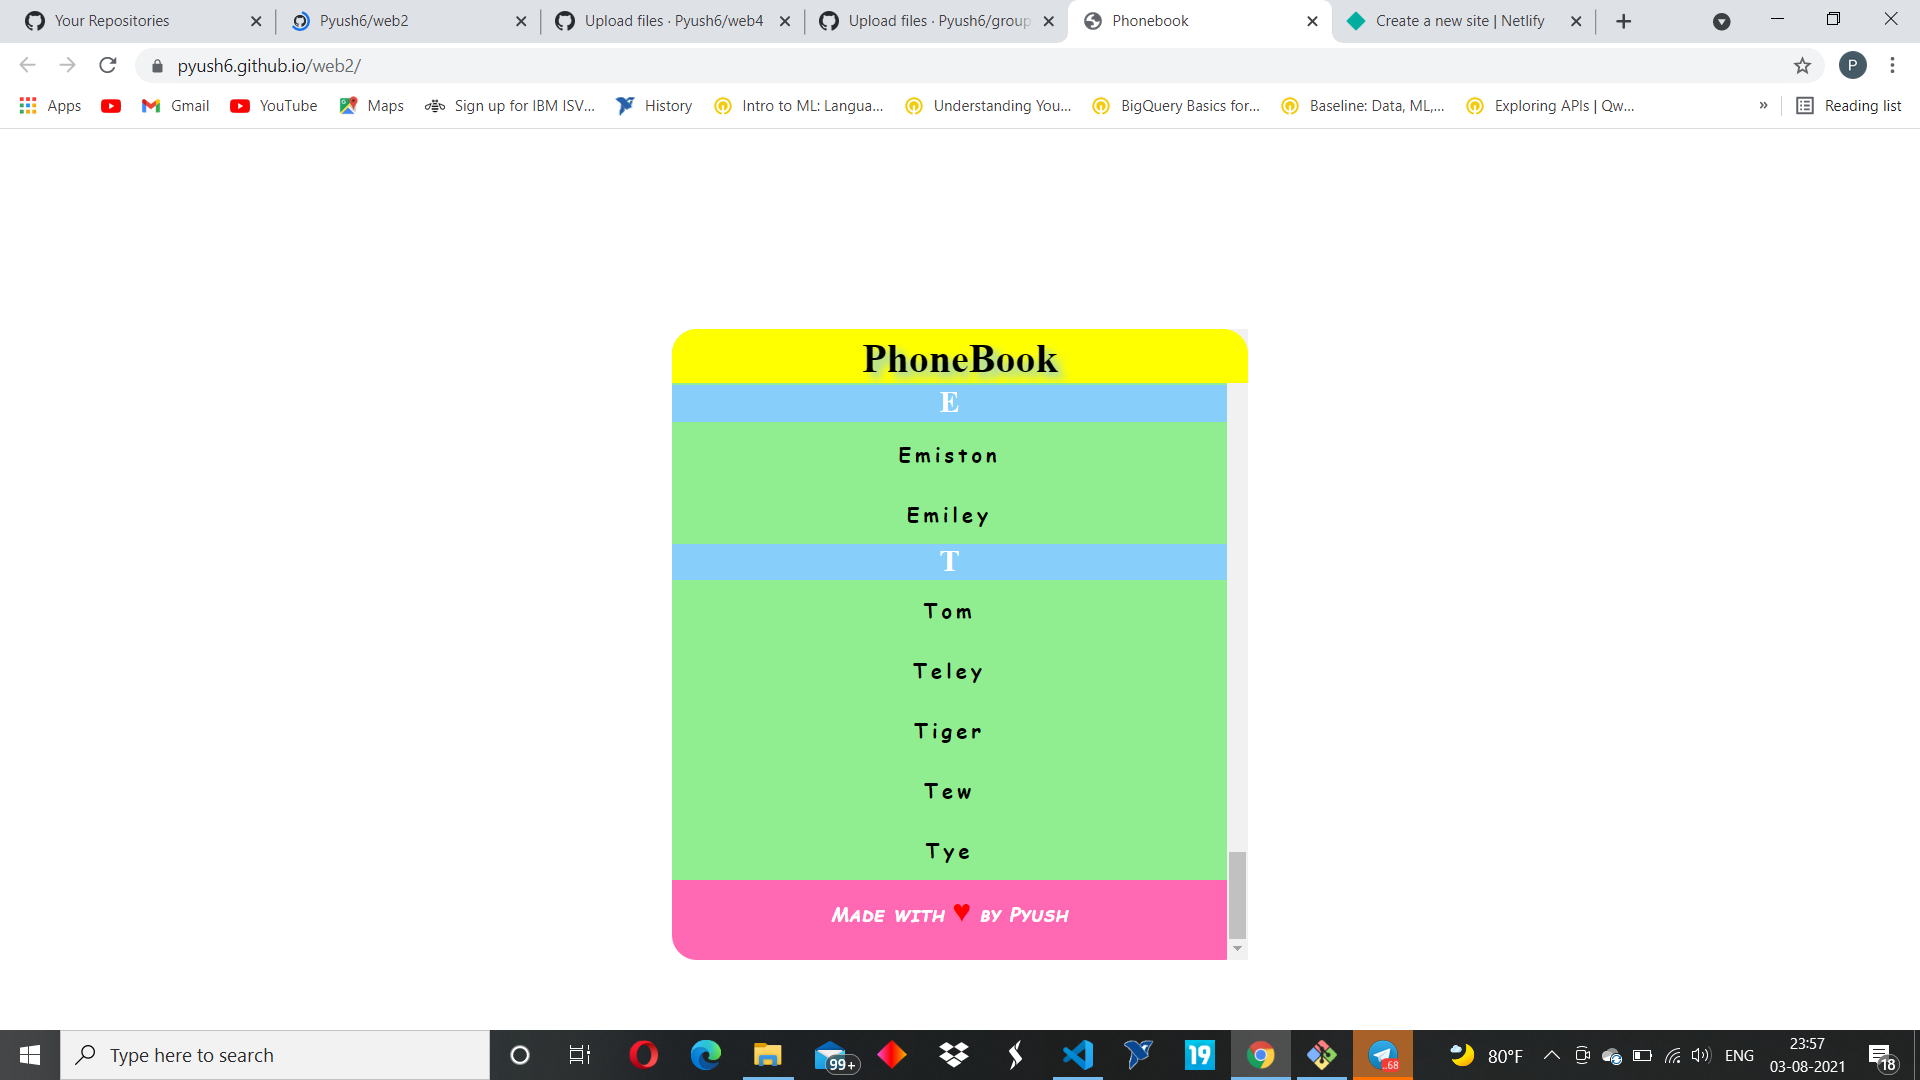 Your Repositories
Pyush6/web2
Upload files · Pyush6/web4
Upload files · Pyush6/group
Phonebook
Create a new site | Netlify
pyush6.github.io/web2/
P
Apps
Gmail
YouTube
Maps
Sign up for IBM ISV...
History
Intro to ML: Langua...
Understanding You...
BigQuery Basics for...
Baseline: Data, ML,...
Exploring APIs | Qw...
»
Reading list
PhoneBook
E
Emiston
Emiley
T
Tom
Teley
Tiger
Tew
Tye
Made with ♥ by Pyush
Type here to search
99+
19
..68
80°F
ENG
23:57
03-08-2021
18